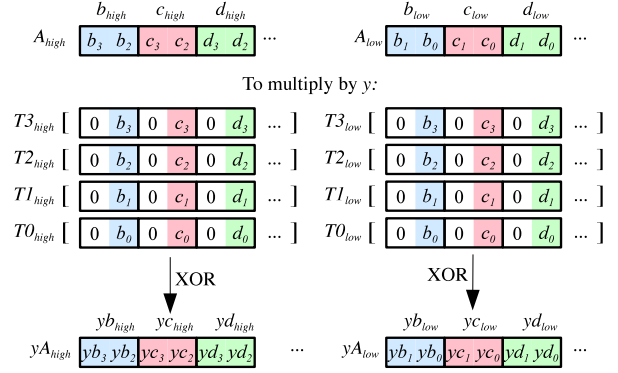 b_high c_high d_high b_low c_low d_low
A_high b_3 b_2 c_3 c_2 d_3 d_2 ... A_low b_1 b_0 c_1 c_0 d_1 d_0 ...
To multiply by y:
T3_high [ 0 b_3 0 c_3 0 d_3 ... ] T3_low [ 0 b_3 0 c_3 0 d_3 ... ]
T2_high [ 0 b_2 0 c_2 0 d_2 ... ] T2_low [ 0 b_2 0 c_2 0 d_2 ... ]
T1_high [ 0 b_1 0 c_1 0 d_1 ... ] T1_low [ 0 b_1 0 c_1 0 d_1 ... ]
T0_high [ 0 b_0 0 c_0 0 d_0 ... ] T0_low [ 0 b_0 0 c_0 0 d_0 ... ]
XOR XOR
yb_high yc_high yd_high yb_low yc_low yd_low
yA_high yb_3 yb_2 yc_3 yc_2 yd_3 yd_2 ... yA_low yb_1 yb_0 yc_1 yc_0 yd_1 yd_0 ...